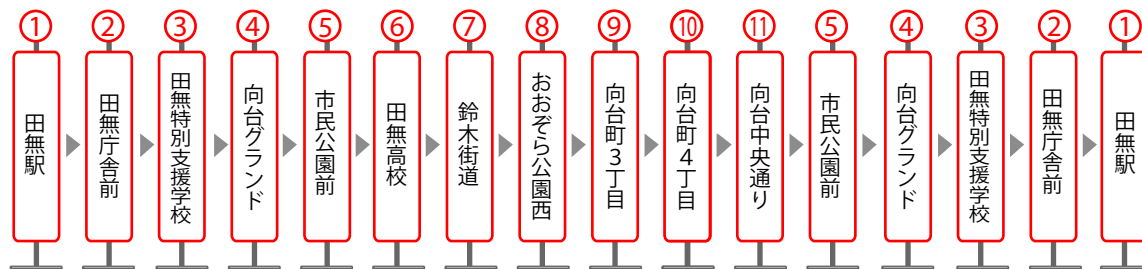 ① 田無駅
② 田無庁舎前
③ 田無特別支援学校
④ 向台グランド
⑤ 市民公園前
⑥ 田無高校
⑦ 鈴木街道
⑧ おおぞら公園西
⑨ 向台町3丁目
⑩ 向台町4丁目
⑪ 向台中央通り
⑤ 市民公園前
④ 向台グランド
③ 田無特別支援学校
② 田無庁舎前
① 田無駅